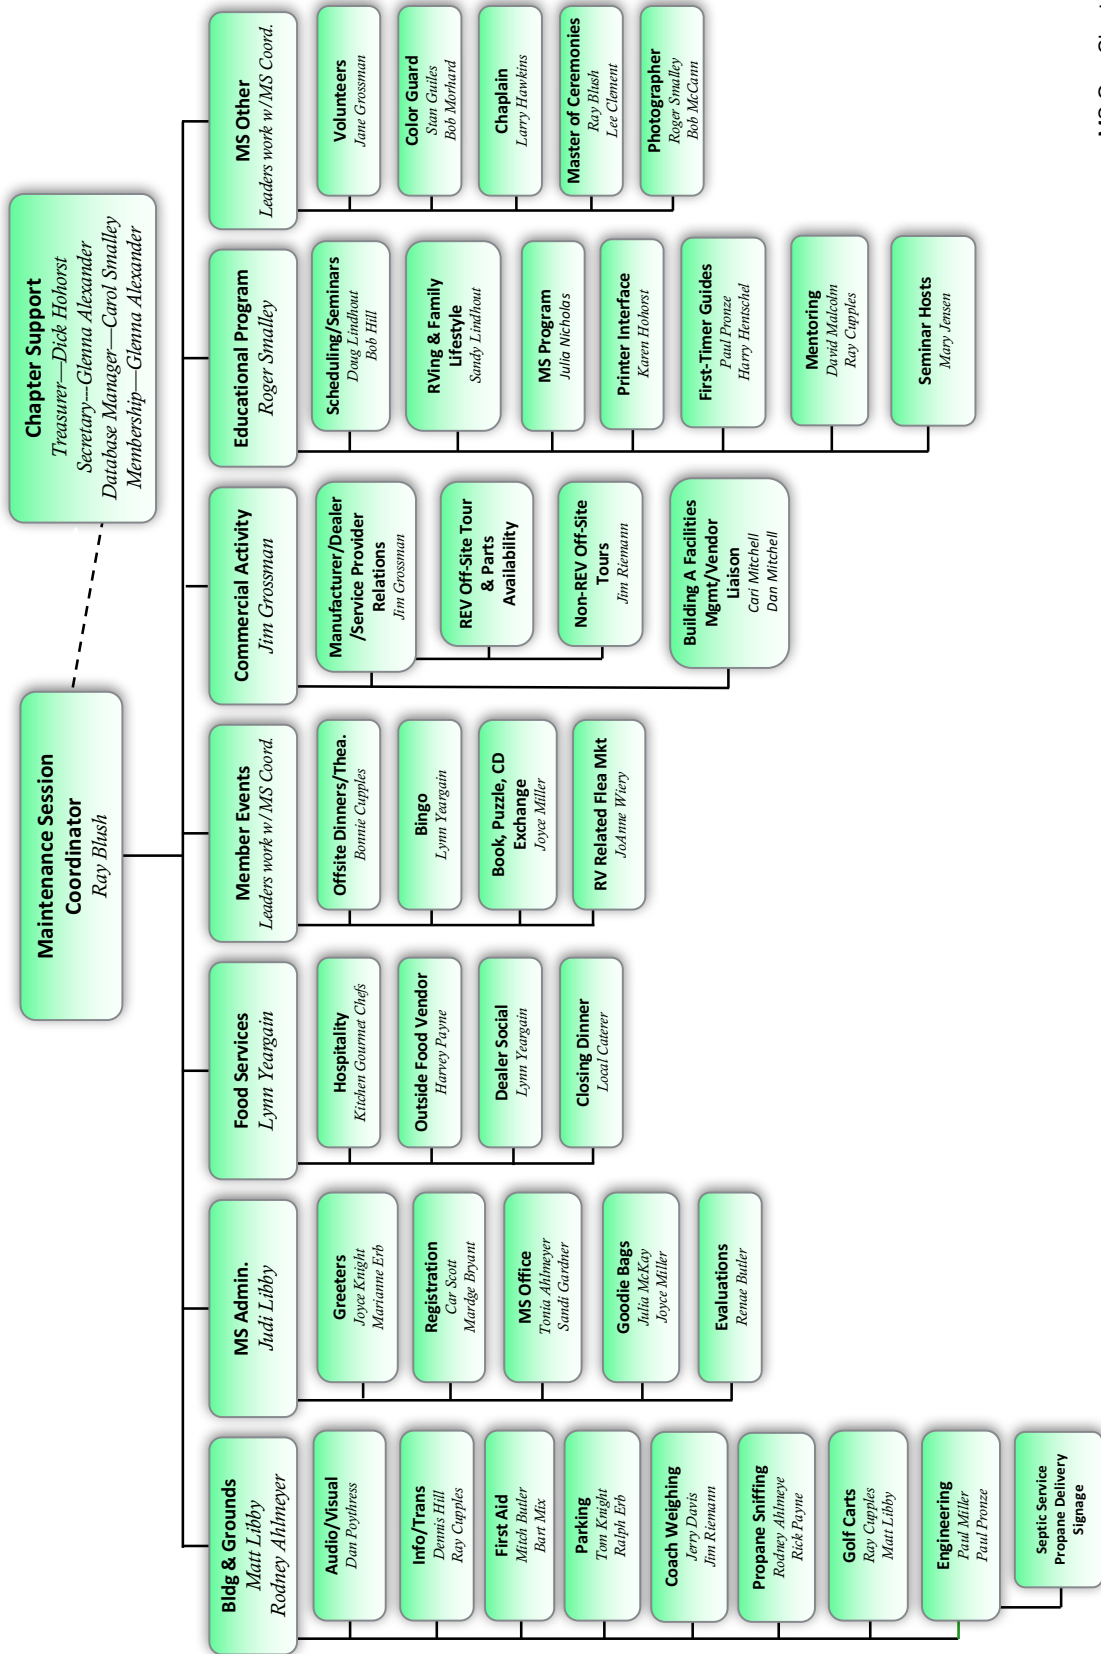 Maintenance Session
Coordinator
Ray Blush
Chapter Support
Treasurer—Dick Hohorst
Secretary--Glenna Alexander
Database Manager—Carol Smalley
Membership—Glenna Alexander
Bldg & Grounds
Matt Libby
Rodney Ahlmeyer
Audio/Visual
Dan Poythress
Info/Trans
Dennis Hill
Ray Cupples
First Aid
Mitch Butler
Bart Mix
Parking
Tom Knight
Ralph Erb
Coach Weighing
Jerry Davis
Jim Riemann
Propane Sniffing
Rodney Ahlmeye
Rick Payne
Golf Carts
Ray Cupples
Matt Libby
Engineering
Paul Miller
Paul Pronze
Septic Service
Propane Delivery
Signage
MS Admin.
Judi Libby
Greeters
Joyce Knight
Marianne Erb
Registration
Car Scott
Mardge Bryant
MS Office
Tonia Ahlmeyer
Sandi Gardner
Goodie Bags
Julia McKay
Joyce Miller
Evaluations
Renae Butler
Food Services
Lynn Yeargain
Hospitality
Kitchen Gourmet Chefs
Outside Food Vendor
Harvey Payne
Dealer Social
Lynn Yeargain
Closing Dinner
Local Caterer
Member Events
Leaders work w/MS Coord.
Offsite Dinners/Thea.
Bonnie Cupples
Bingo
Lynn Yeargain
Book, Puzzle, CD
Exchange
Joyce Miller
RV Related Flea Mkt
JoAnne Wiery
Commercial Activity
Jim Grossman
Manufacturer/Dealer
/Service Provider
Relations
Jim Grossman
REV Off-Site Tour
& Parts
Availability
Non-REV Off-Site
Tours
Jim Riemann
Building A Facilities
Mgmt/Vendor
Liaison
Cari Mitchell
Dan Mitchell
Educational Program
Roger Smalley
Scheduling/Seminars
Doug Lindhout
Bob Hill
RVing & Family
Lifestyle
Sandy Lindhout
MS Program
Julia Nicholas
Printer Interface
Karen Hohorst
First-Timer Guides
Paul Pronze
Harry Hentschel
Mentoring
David Malcolm
Ray Cupples
Seminar Hosts
Mary Jensen
MS Other
Leaders work w/MS Coord.
Volunteers
Jane Grossman
Color Guard
Stan Guiles
Bob Morhard
Chaplain
Larry Hawkins
Master of Ceremonies
Ray Blush
Lee Clement
Photographer
Roger Smalley
Bob McCann